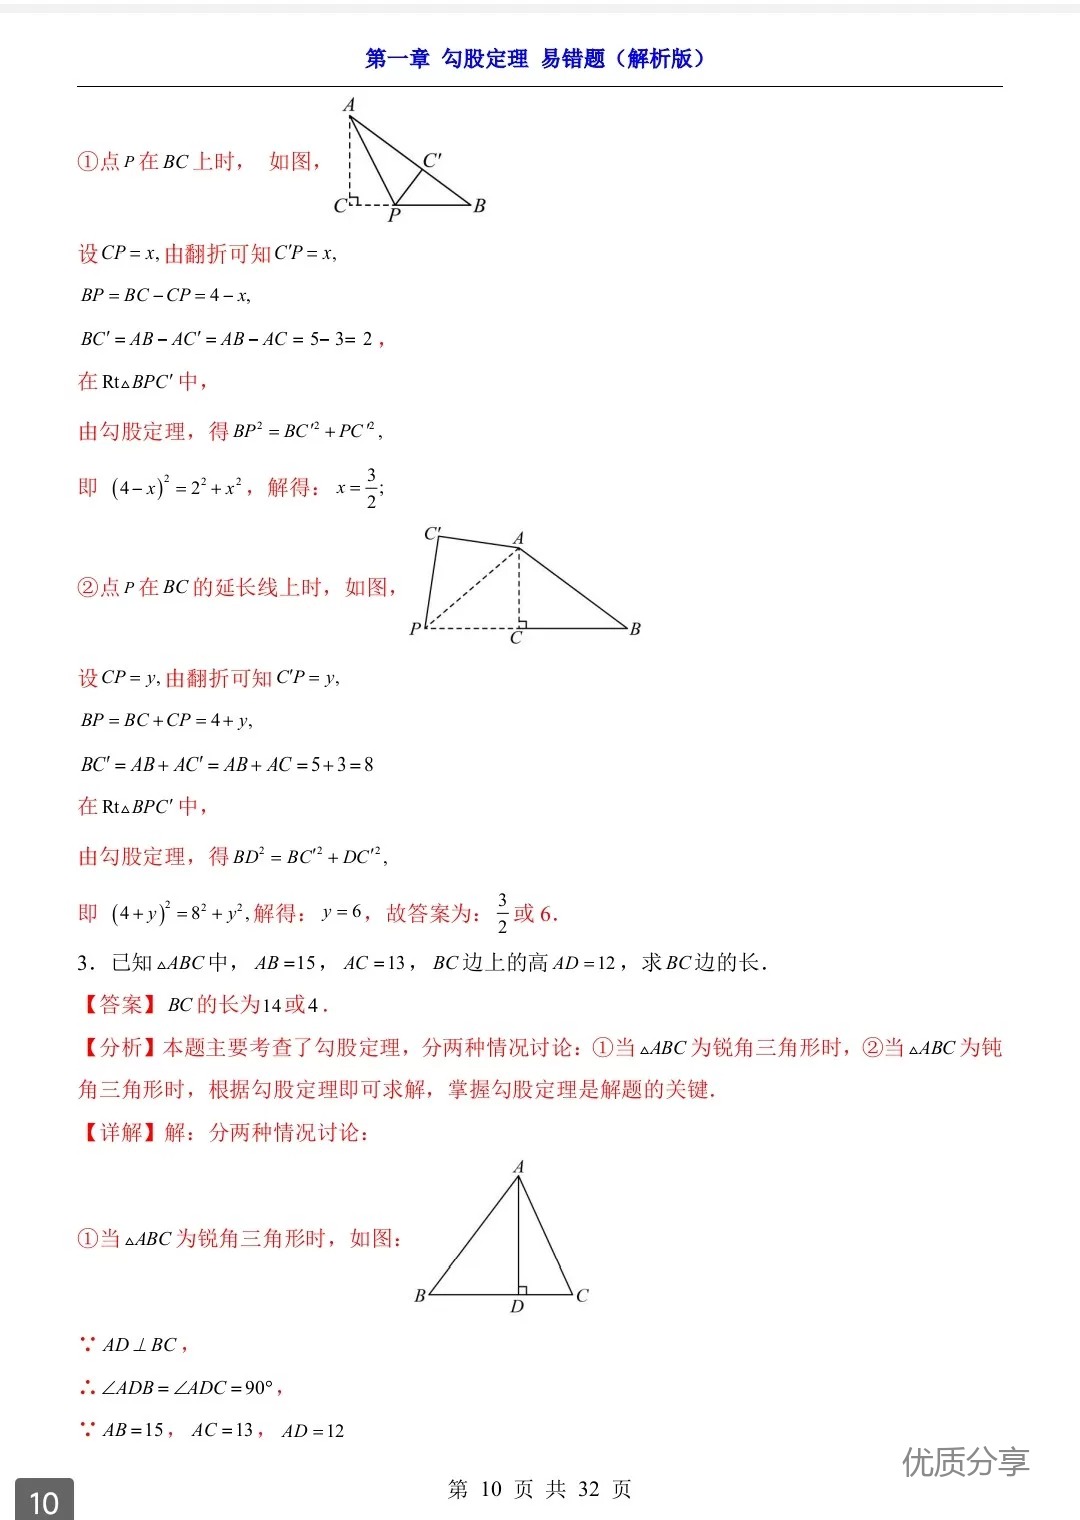 第一章 勾股定理 易错题（解析版）
A
①点P在BC上时， 如图，
C′
C
P
B
设CP = x, 由翻折可知C′P = x,
BP = BC − CP = 4 − x,
BC′ = AB − AC′ = AB − AC = 5− 3= 2，
在 Rt△BPC′ 中，
由勾股定理，得 BP² = BC′² + PC′²,
即 (4−x)² = 2² + x²，解得：x = 3/2;
C′
A
②点P在BC的延长线上时，如图，
P
C
B
设CP = y, 由翻折可知 C′P = y,
BP = BC + CP = 4 + y,
BC′ = AB + AC′ = AB + AC = 5 + 3 = 8
在 Rt△BPC′ 中，
由勾股定理，得 BD² = BC′² + DC′²,
即 (4+y)² = 8² + y², 解得：y = 6，故答案为：3/2 或 6．
3．已知△ABC中，AB =15，AC =13，BC边上的高AD =12，求BC边的长．
【答案】BC的长为14或4．
【分析】本题主要考查了勾股定理，分两种情况讨论：①当△ABC为锐角三角形时，②当△ABC为钝
角三角形时，根据勾股定理即可求解，掌握勾股定理是解题的关键．
【详解】解：分两种情况讨论：
A
①当△ABC为锐角三角形时，如图：
B
D
C
∵ AD ⊥ BC，
∴ ∠ADB = ∠ADC = 90°，
∵ AB =15，AC =13，AD =12
优质分享
第 10 页 共 32 页
10